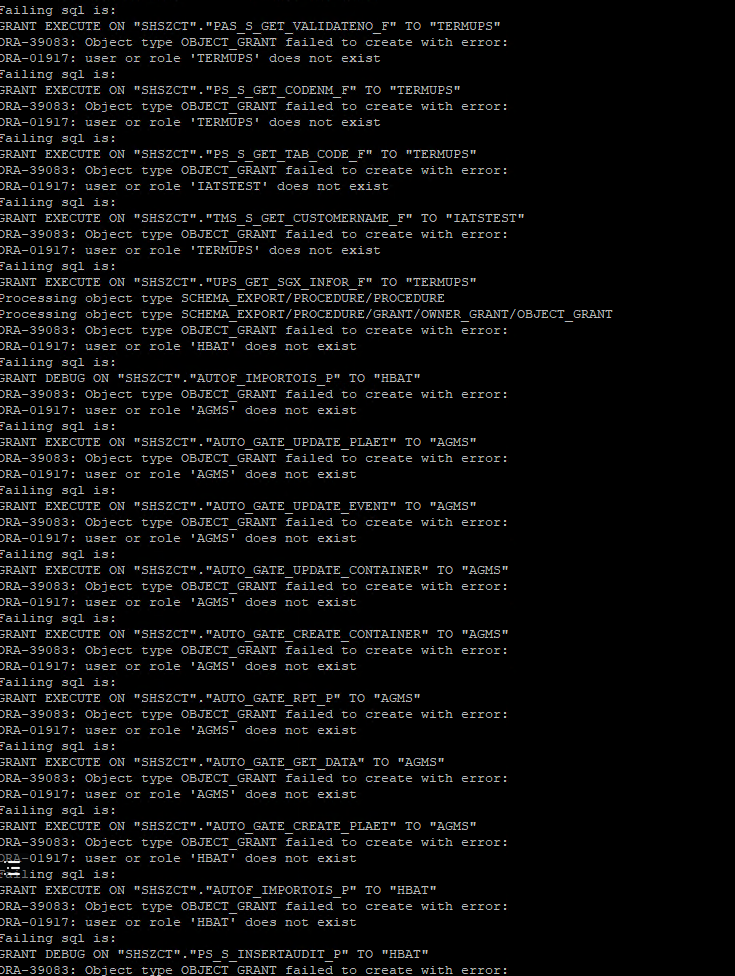 Failing sql is:
GRANT EXECUTE ON "SHSZCT"."PAS_S_GET_VALIDATENO_F" TO "TERMUPS"
ORA-39083: Object type OBJECT_GRANT failed to create with error:
ORA-01917: user or role 'TERMUPS' does not exist
Failing sql is:
GRANT EXECUTE ON "SHSZCT"."PS_S_GET_CODENM_F" TO "TERMUPS"
ORA-39083: Object type OBJECT_GRANT failed to create with error:
ORA-01917: user or role 'TERMUPS' does not exist
Failing sql is:
GRANT EXECUTE ON "SHSZCT"."PS_S_GET_TAB_CODE_F" TO "TERMUPS"
ORA-39083: Object type OBJECT_GRANT failed to create with error:
ORA-01917: user or role 'IATSTEST' does not exist
Failing sql is:
GRANT EXECUTE ON "SHSZCT"."TMS_S_GET_CUSTOMERNAME_F" TO "IATSTEST"
ORA-39083: Object type OBJECT_GRANT failed to create with error:
ORA-01917: user or role 'TERMUPS' does not exist
Failing sql is:
GRANT EXECUTE ON "SHSZCT"."UPS_GET_SGX_INFOR_F" TO "TERMUPS"
Processing object type SCHEMA_EXPORT/PROCEDURE/PROCEDURE
Processing object type SCHEMA_EXPORT/PROCEDURE/GRANT/OWNER_GRANT/OBJECT_GRANT
ORA-39083: Object type OBJECT_GRANT failed to create with error:
ORA-01917: user or role 'HBAT' does not exist
Failing sql is:
GRANT DEBUG ON "SHSZCT"."AUTOF_IMPORTOIS_P" TO "HBAT"
ORA-39083: Object type OBJECT_GRANT failed to create with error:
ORA-01917: user or role 'AGMS' does not exist
Failing sql is:
GRANT EXECUTE ON "SHSZCT"."AUTO_GATE_UPDATE_PLAET" TO "AGMS"
ORA-39083: Object type OBJECT_GRANT failed to create with error:
ORA-01917: user or role 'AGMS' does not exist
Failing sql is:
GRANT EXECUTE ON "SHSZCT"."AUTO_GATE_UPDATE_EVENT" TO "AGMS"
ORA-39083: Object type OBJECT_GRANT failed to create with error:
ORA-01917: user or role 'AGMS' does not exist
Failing sql is:
GRANT EXECUTE ON "SHSZCT"."AUTO_GATE_UPDATE_CONTAINER" TO "AGMS"
ORA-39083: Object type OBJECT_GRANT failed to create with error:
ORA-01917: user or role 'AGMS' does not exist
Failing sql is:
GRANT EXECUTE ON "SHSZCT"."AUTO_GATE_CREATE_CONTAINER" TO "AGMS"
ORA-39083: Object type OBJECT_GRANT failed to create with error:
ORA-01917: user or role 'AGMS' does not exist
Failing sql is:
GRANT EXECUTE ON "SHSZCT"."AUTO_GATE_RPT_P" TO "AGMS"
ORA-39083: Object type OBJECT_GRANT failed to create with error:
ORA-01917: user or role 'AGMS' does not exist
Failing sql is:
GRANT EXECUTE ON "SHSZCT"."AUTO_GATE_GET_DATA" TO "AGMS"
ORA-39083: Object type OBJECT_GRANT failed to create with error:
ORA-01917: user or role 'AGMS' does not exist
Failing sql is:
GRANT EXECUTE ON "SHSZCT"."AUTO_GATE_CREATE_PLAET" TO "AGMS"
ORA-39083: Object type OBJECT_GRANT failed to create with error:
ORA-01917: user or role 'HBAT' does not exist
Failing sql is:
GRANT EXECUTE ON "SHSZCT"."AUTOF_IMPORTOIS_P" TO "HBAT"
ORA-39083: Object type OBJECT_GRANT failed to create with error:
ORA-01917: user or role 'HBAT' does not exist
Failing sql is:
GRANT DEBUG ON "SHSZCT"."PS_S_INSERTAUDIT_P" TO "HBAT"
ORA-39083: Object type OBJECT_GRANT failed to create with error: